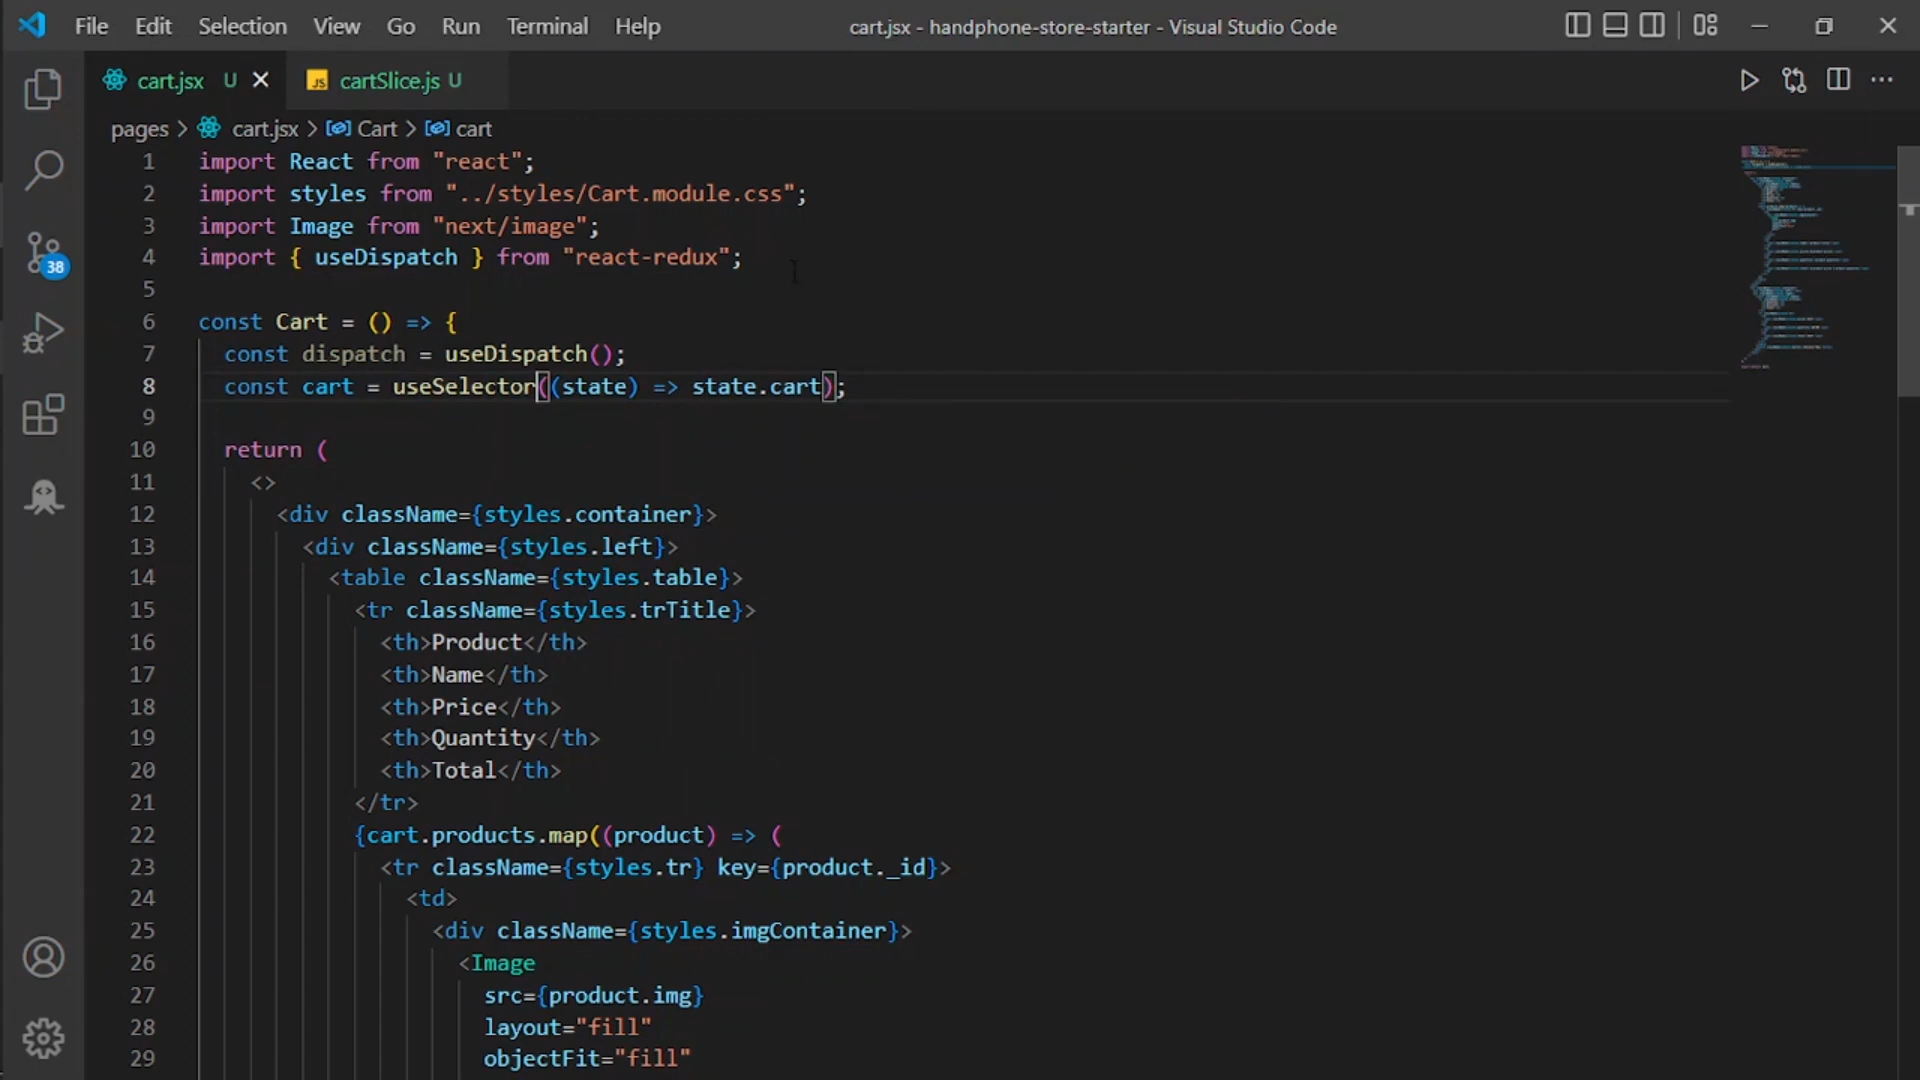 File Edit Selection View Go Run Terminal Help cart.jsx - handphone-store-starter - Visual Studio Code
cart.jsx U JS cartSlice.js U
pages > cart.jsx > Cart > cart
1 import React from "react";
2 import styles from "../styles/Cart.module.css";
3 import Image from "next/image";
4 import { useDispatch } from "react-redux";
5
6 const Cart = () => {
7 const dispatch = useDispatch();
8 const cart = useSelector((state) => state.cart);
9
10 return (
11 <>
12 <div className={styles.container}>
13 <div className={styles.left}>
14 <table className={styles.table}>
15 <tr className={styles.trTitle}>
16 <th>Product</th>
17 <th>Name</th>
18 <th>Price</th>
19 <th>Quantity</th>
20 <th>Total</th>
21 </tr>
22 {cart.products.map((product) => (
23 <tr className={styles.tr} key={product._id}>
24 <td>
25 <div className={styles.imgContainer}>
26 <Image
27 src={product.img}
28 layout="fill"
29 objectFit="fill"
38